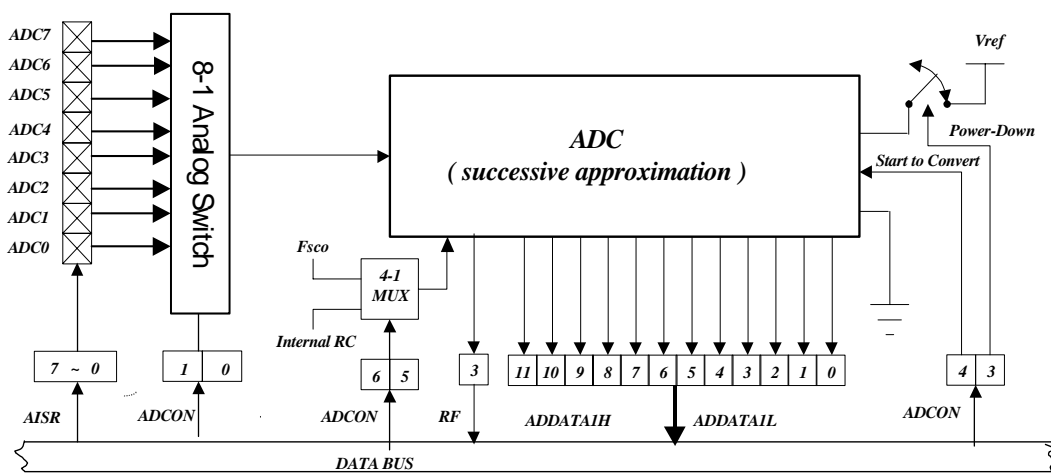 ADC7
ADC6
ADC5
ADC4
ADC3
ADC2
ADC1
ADC0
8-1 Analog Switch
ADC
( successive approximation )
Vref
Power-Down
Start to Convert
Fsco
4-1
MUX
Internal RC
7 ~ 0
1 0
6 5
3
11 10 9 8 7 6 5 4 3 2 1 0
4 3
AISR
ADCON
ADCON
RF
ADDATA1H
ADDATA1L
ADCON
DATA BUS